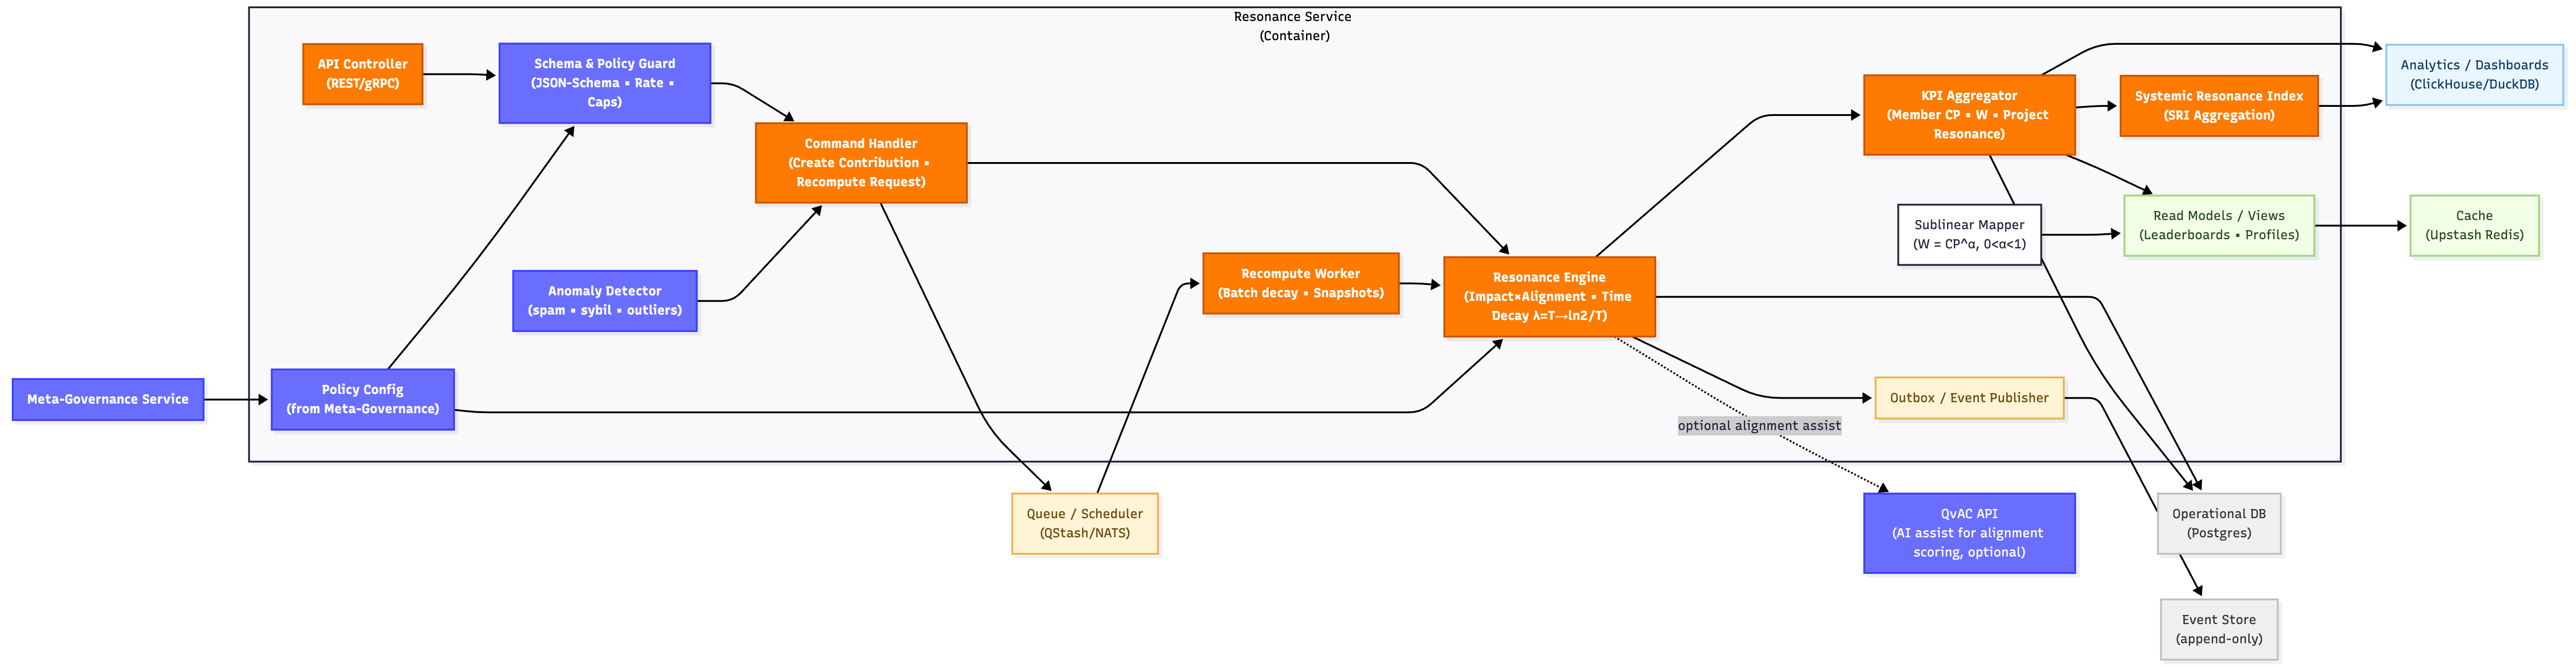 Resonance Service
(Container)
API Controller
(REST/gRPC)
Schema & Policy Guard
(JSON-Schema • Rate •
Caps)
Command Handler
(Create Contribution •
Recompute Request)
Anomaly Detector
(spam • sybil • outliers)
Meta-Governance Service
Policy Config
(from Meta-Governance)
Queue / Scheduler
(QStash/NATS)
Recompute Worker
(Batch decay • Snapshots)
Resonance Engine
(Impact×Alignment • Time
Decay λ=T→ln2/T)
KPI Aggregator
(Member CP • W • Project
Resonance)
Systemic Resonance Index
(SRI Aggregation)
Analytics / Dashboards
(ClickHouse/DuckDB)
Sublinear Mapper
(W = CP^α, 0<α<1)
Read Models / Views
(Leaderboards • Profiles)
Cache
(Upstash Redis)
Outbox / Event Publisher
optional alignment assist
QvAC API
(AI assist for alignment
scoring, optional)
Operational DB
(Postgres)
Event Store
(append-only)